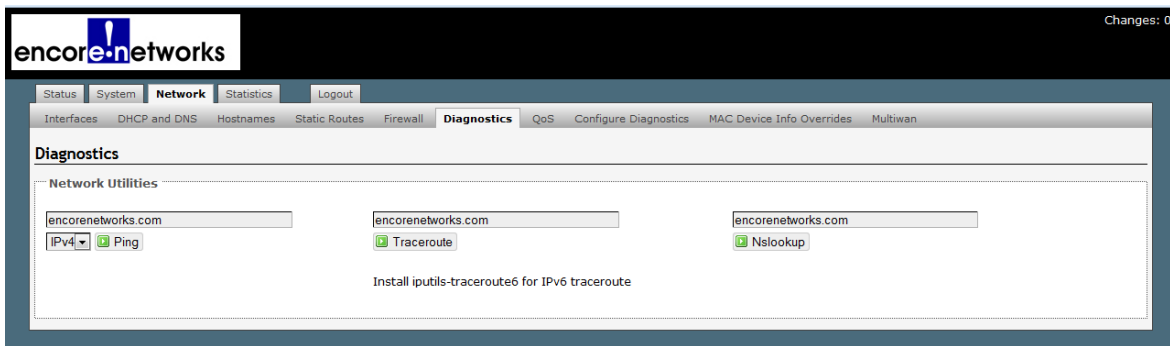 Changes: 0
encore!networks
Status System Network Statistics Logout
Interfaces DHCP and DNS Hostnames Static Routes Firewall Diagnostics QoS Configure Diagnostics MAC Device Info Overrides Multiwan
Diagnostics
Network Utilities
encorenetworks.com encorenetworks.com encorenetworks.com
IPv4 Ping Traceroute Nslookup
Install iputils-traceroute6 for IPv6 traceroute